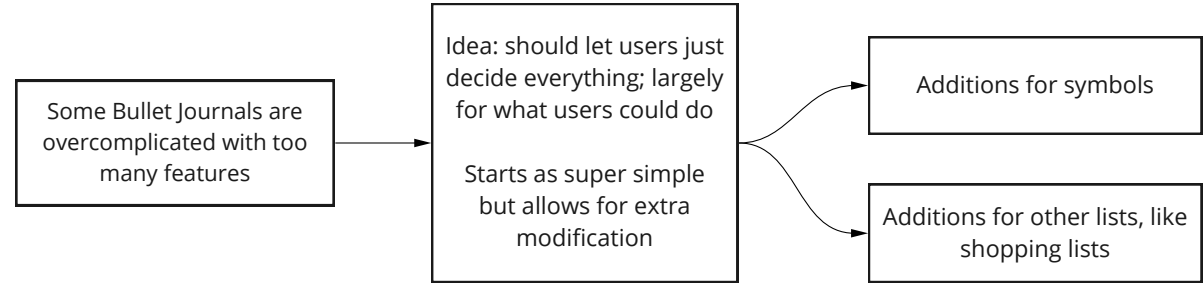 Some Bullet Journals are
overcomplicated with too
many features
Idea: should let users just
decide everything; largely
for what users could do
Starts as super simple
but allows for extra
modification
Additions for symbols
Additions for other lists, like
shopping lists